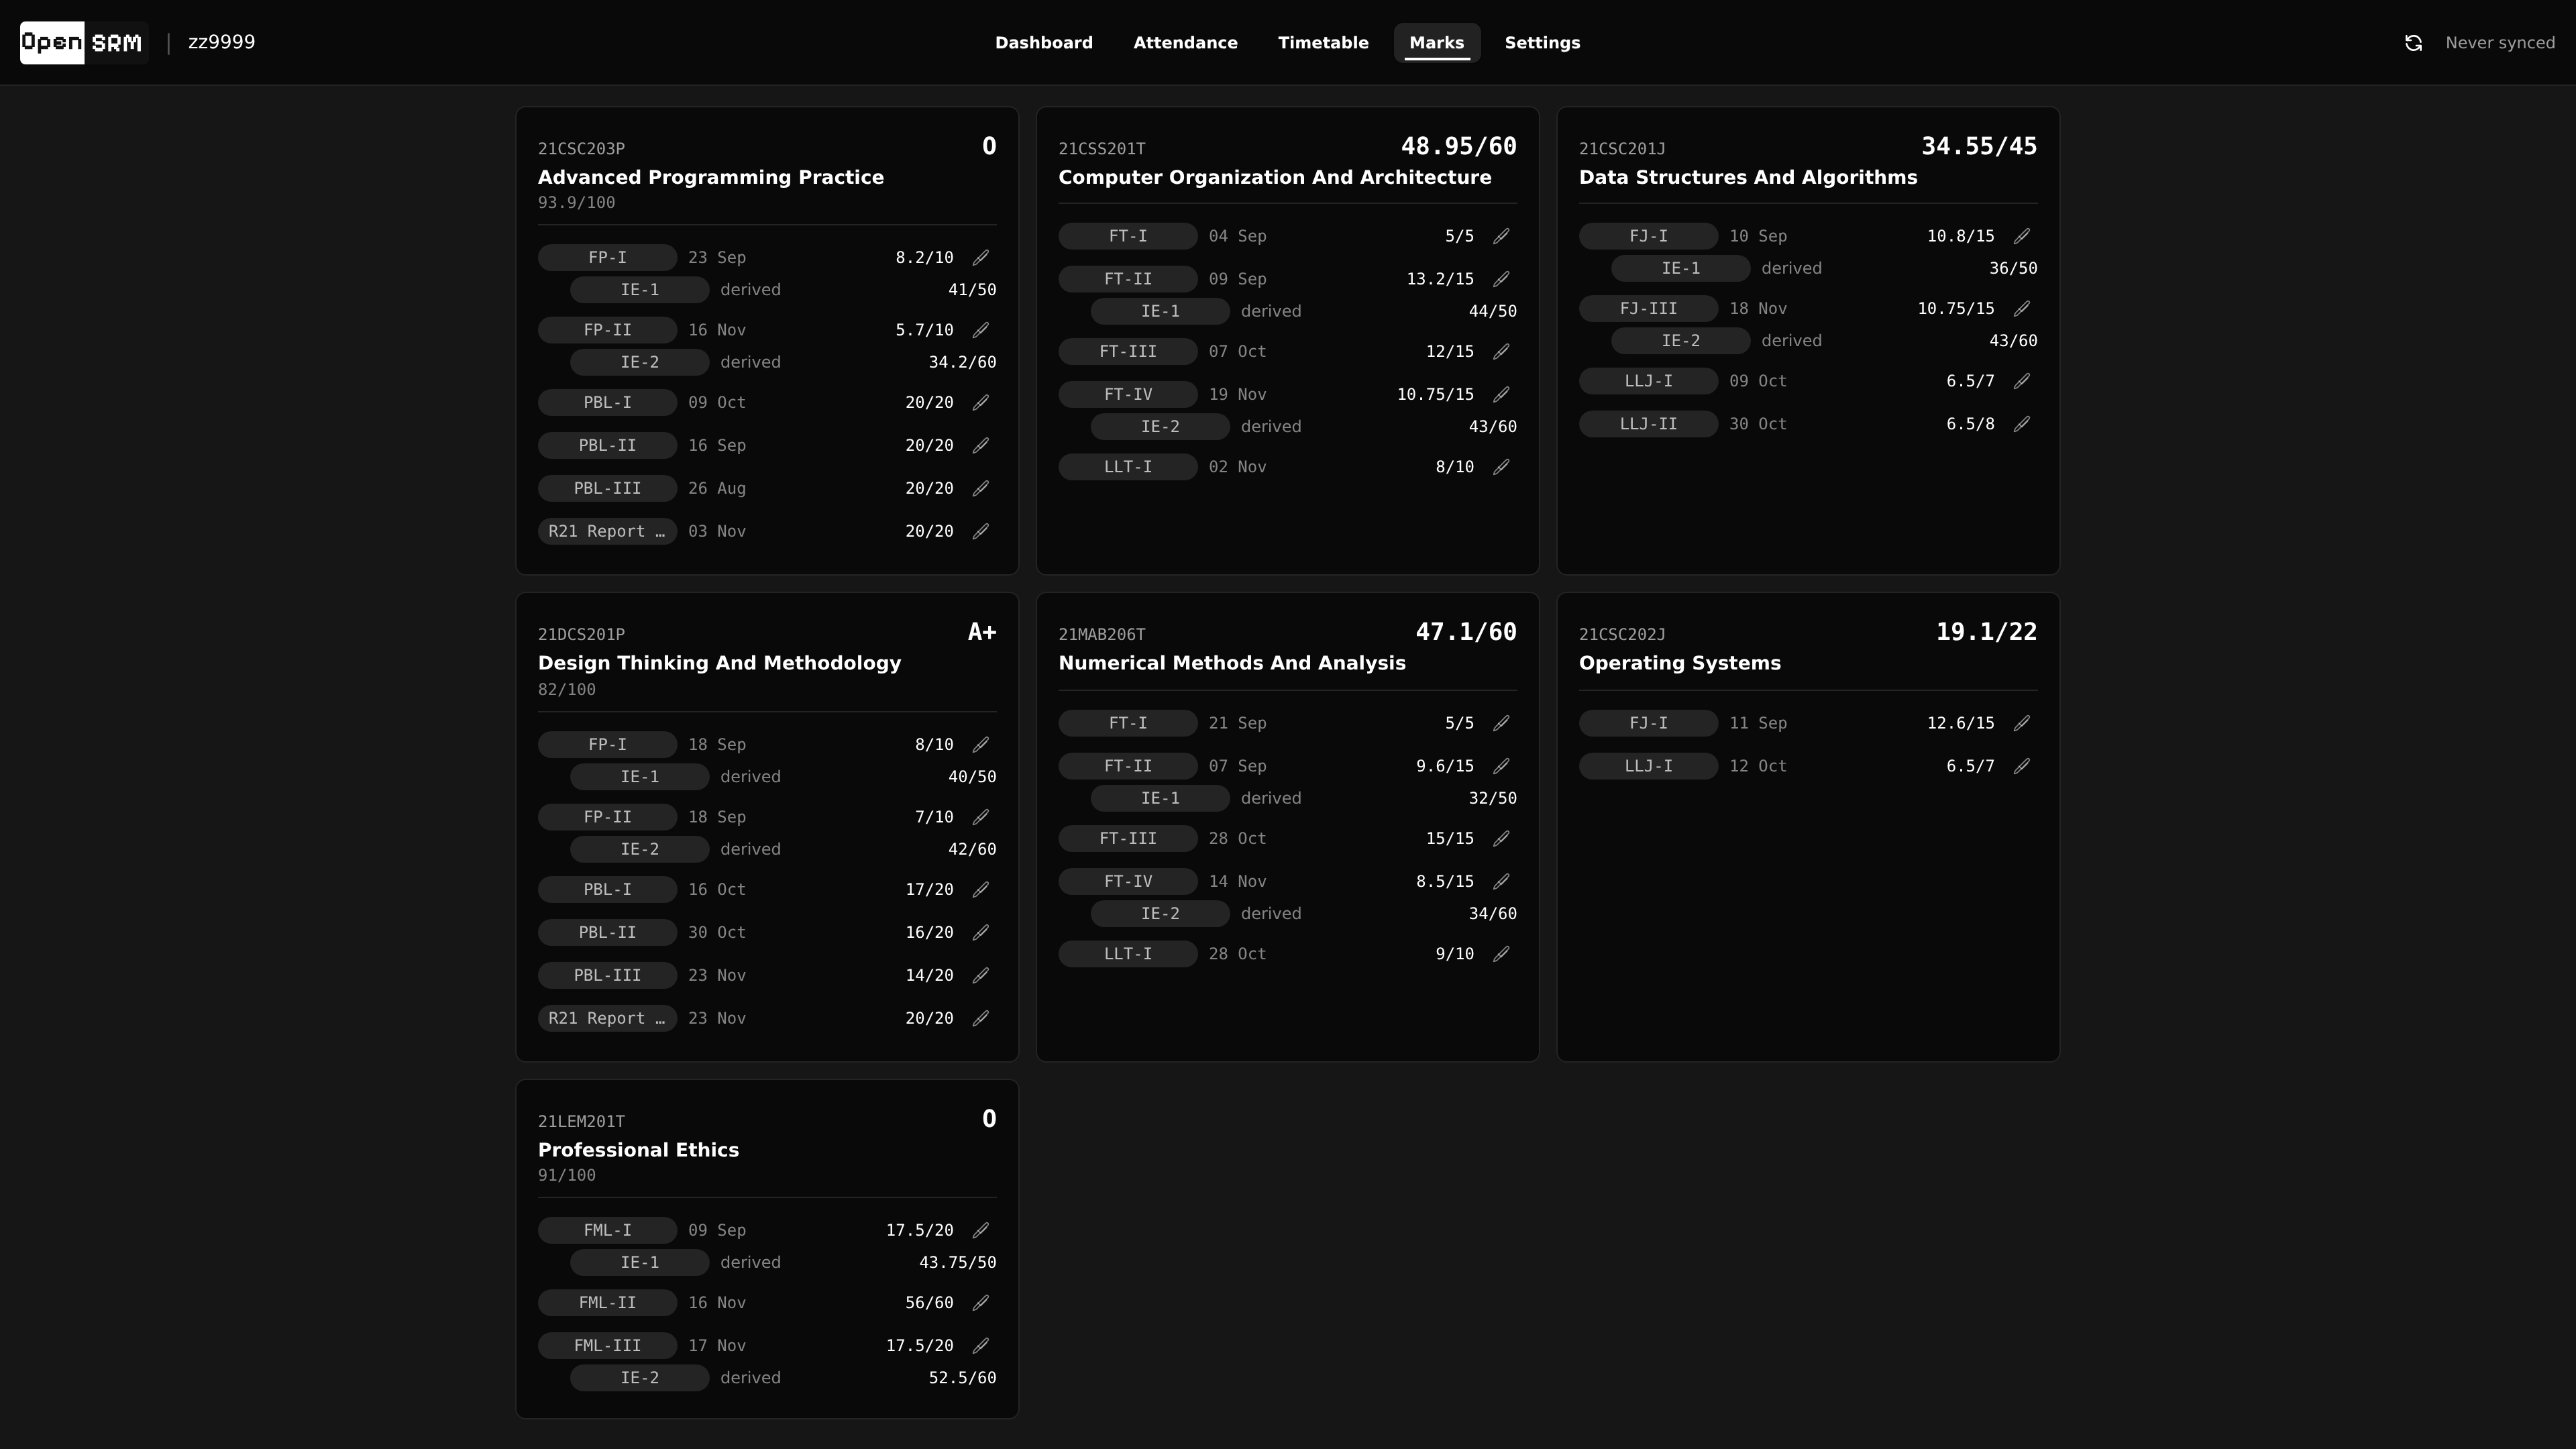 Open SRM | zz9999 Dashboard Attendance Timetable Marks Settings Never synced
21CSC203P O
Advanced Programming Practice
93.9/100
FP-I 23 Sep 8.2/10
IE-1 derived 41/50
FP-II 16 Nov 5.7/10
IE-2 derived 34.2/60
PBL-I 09 Oct 20/20
PBL-II 16 Sep 20/20
PBL-III 26 Aug 20/20
R21 Report … 03 Nov 20/20
21CSS201T 48.95/60
Computer Organization And Architecture
FT-I 04 Sep 5/5
FT-II 09 Sep 13.2/15
IE-1 derived 44/50
FT-III 07 Oct 12/15
FT-IV 19 Nov 10.75/15
IE-2 derived 43/60
LLT-I 02 Nov 8/10
21CSC201J 34.55/45
Data Structures And Algorithms
FJ-I 10 Sep 10.8/15
IE-1 derived 36/50
FJ-III 18 Nov 10.75/15
IE-2 derived 43/60
LLJ-I 09 Oct 6.5/7
LLJ-II 30 Oct 6.5/8
21DCS201P A+
Design Thinking And Methodology
82/100
FP-I 18 Sep 8/10
IE-1 derived 40/50
FP-II 18 Sep 7/10
IE-2 derived 42/60
PBL-I 16 Oct 17/20
PBL-II 30 Oct 16/20
PBL-III 23 Nov 14/20
R21 Report … 23 Nov 20/20
21MAB206T 47.1/60
Numerical Methods And Analysis
FT-I 21 Sep 5/5
FT-II 07 Sep 9.6/15
IE-1 derived 32/50
FT-III 28 Oct 15/15
FT-IV 14 Nov 8.5/15
IE-2 derived 34/60
LLT-I 28 Oct 9/10
21CSC202J 19.1/22
Operating Systems
FJ-I 11 Sep 12.6/15
LLJ-I 12 Oct 6.5/7
21LEM201T O
Professional Ethics
91/100
FML-I 09 Sep 17.5/20
IE-1 derived 43.75/50
FML-II 16 Nov 56/60
FML-III 17 Nov 17.5/20
IE-2 derived 52.5/60